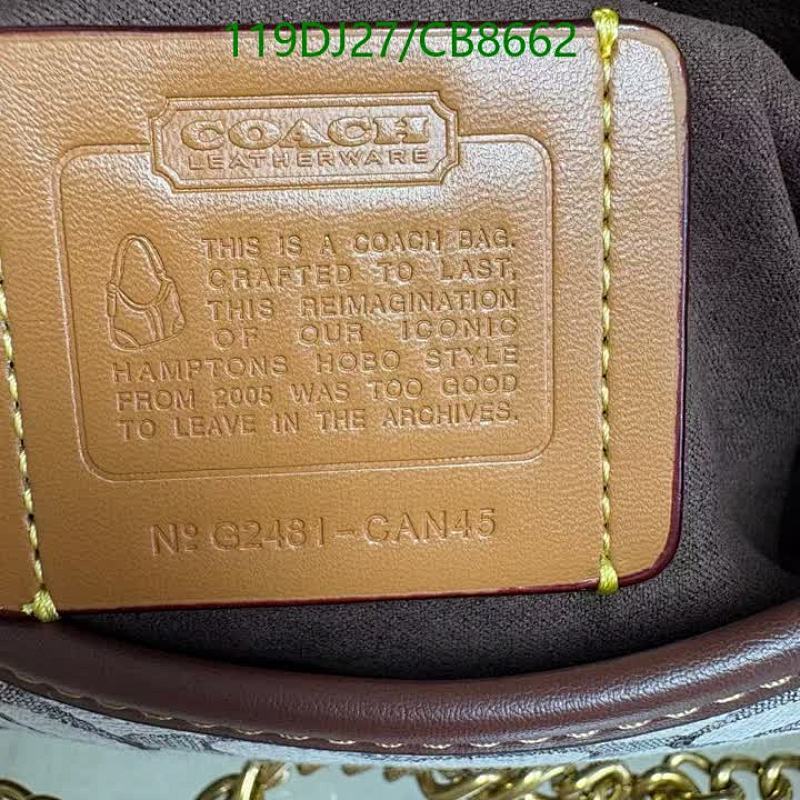 119DJ27/CB8662
COACH
LEATHERWARE
THIS IS A COACH BAG.
CRAFTED TO LAST,
THIS REIMAGINATION
OF OUR ICONIC
HAMPTONS HOBO STYLE
FROM 2005 WAS TOO GOOD
TO LEAVE IN THE ARCHIVES.
Nº G2481-CAN45